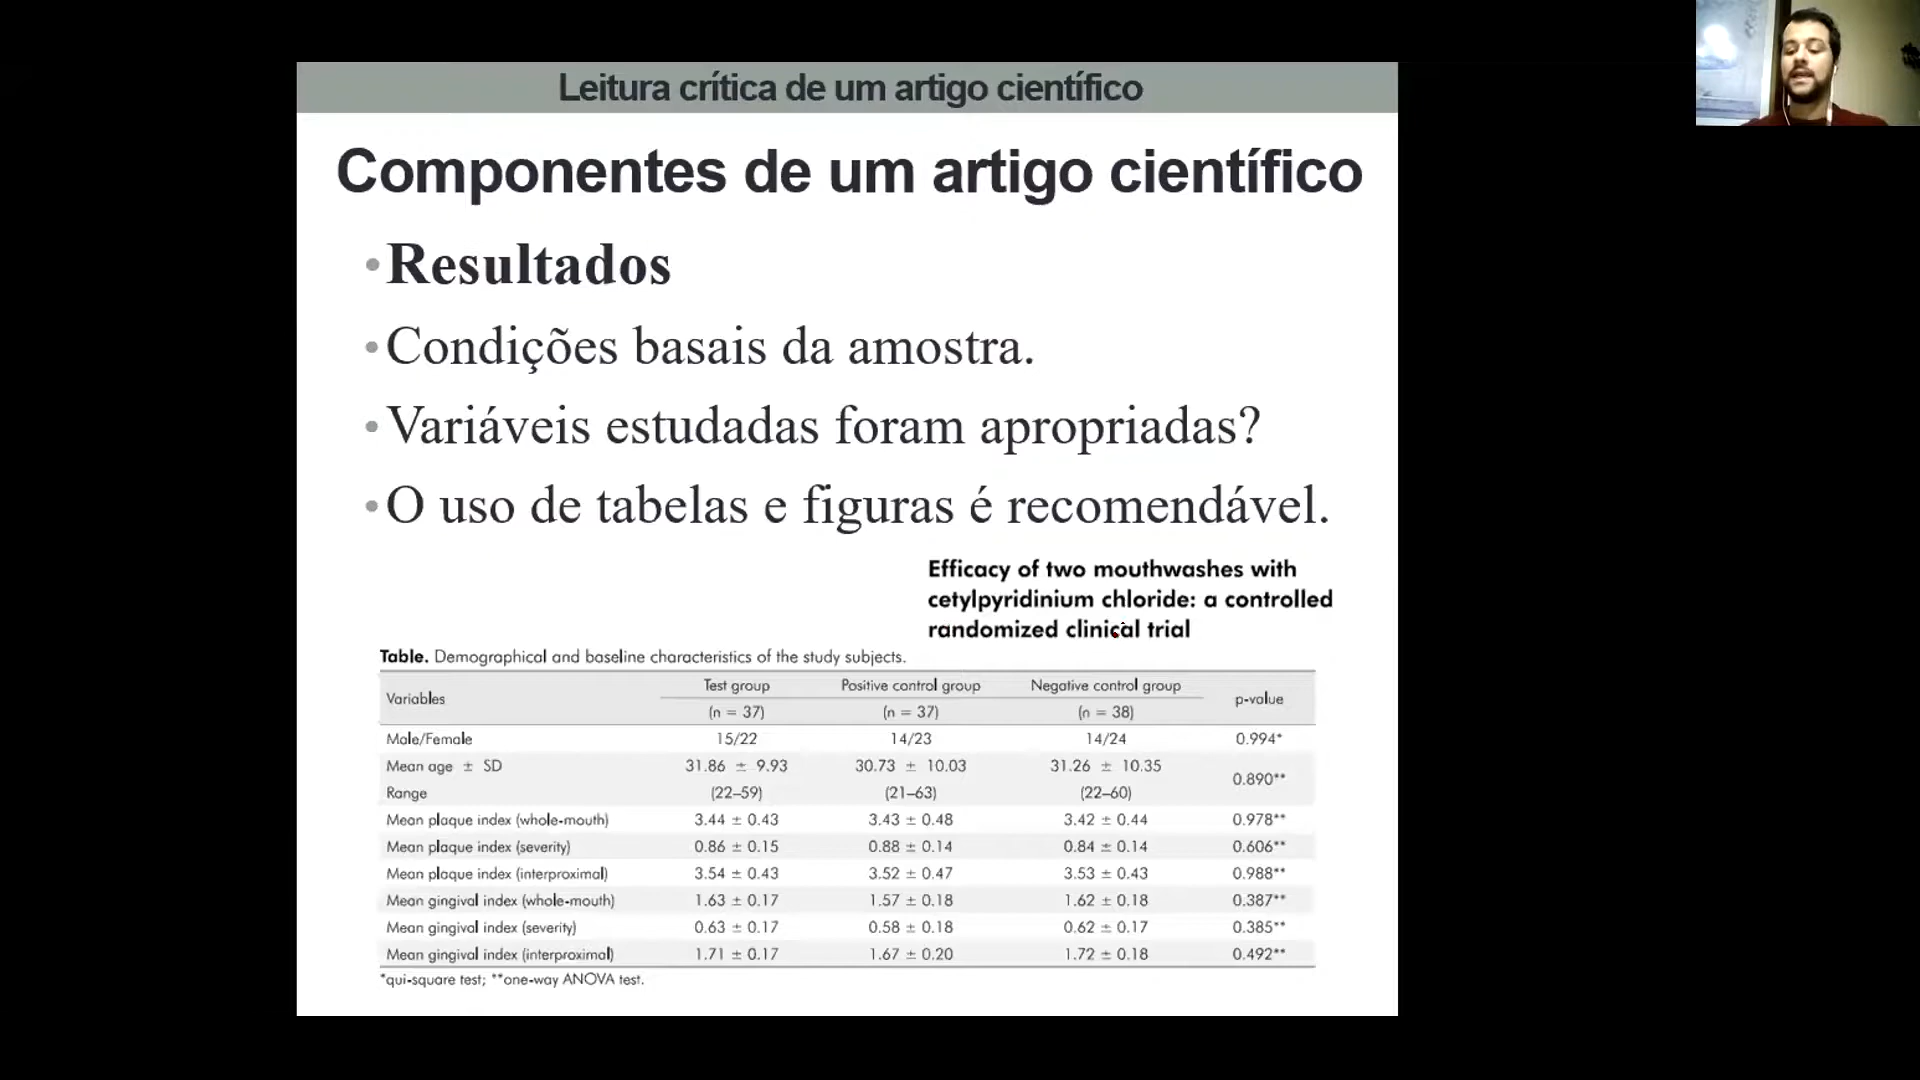 Leitura crítica de um artigo científico
Componentes de um artigo científico
•Resultados
•Condições basais da amostra.
•Variáveis estudadas foram apropriadas?
•O uso de tabelas e figuras é recomendável.
Efficacy of two mouthwashes with
cetylpyridinium chloride: a controlled
randomized clinical trial
Table. Demographical and baseline characteristics of the study subjects.
Variables Test group Positive control group Negative control group p-value
(n = 37) (n = 37) (n = 38)
Male/Female 15/22 14/23 14/24 0.994*
Mean age ± SD 31.86 ± 9.93 30.73 ± 10.03 31.26 ± 10.35 0.890**
Range (22–59) (21–63) (22–60)
Mean plaque index (whole-mouth) 3.44 ± 0.43 3.43 ± 0.48 3.42 ± 0.44 0.978**
Mean plaque index (severity) 0.86 ± 0.15 0.88 ± 0.14 0.84 ± 0.14 0.606**
Mean plaque index (interproximal) 3.54 ± 0.43 3.52 ± 0.47 3.53 ± 0.43 0.988**
Mean gingival index (whole-mouth) 1.63 ± 0.17 1.57 ± 0.18 1.62 ± 0.18 0.387**
Mean gingival index (severity) 0.63 ± 0.17 0.58 ± 0.18 0.62 ± 0.17 0.385**
Mean gingival index (interproximal) 1.71 ± 0.17 1.67 ± 0.20 1.72 ± 0.18 0.492**
*qui-square test; **one-way ANOVA test.